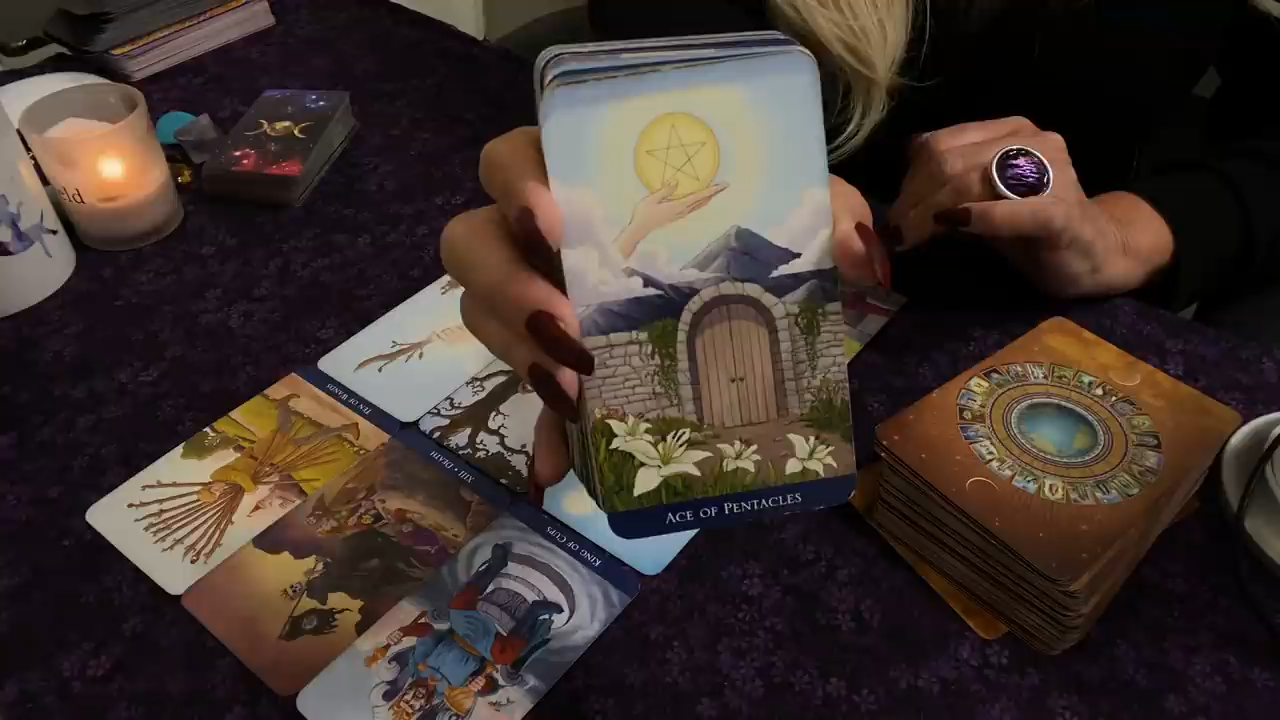 eld
ACE OF PENTACLES
TEN OF WANDS
XIII • DEATH
KING OF CUPS